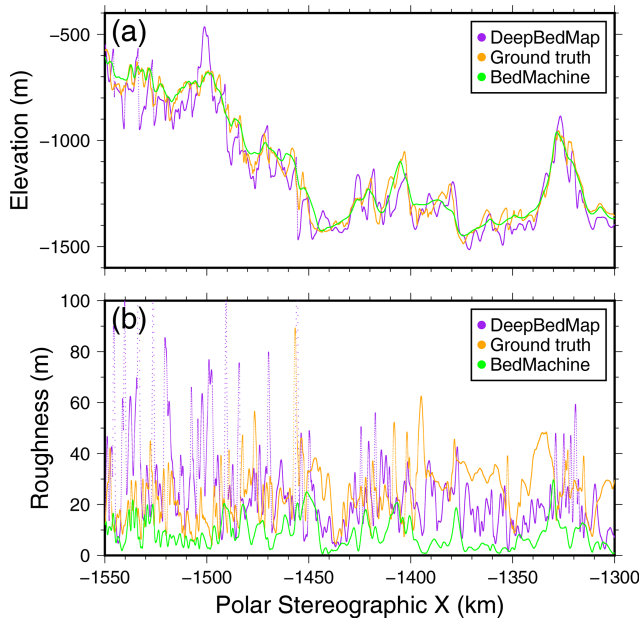 (a)
DeepBedMap
Ground truth
BedMachine
−500
−1000
−1500
Elevation (m)
(b)
DeepBedMap
Ground truth
BedMachine
100
80
60
40
20
0
Roughness (m)
−1550 −1500 −1450 −1400 −1350 −1300
Polar Stereographic X (km)